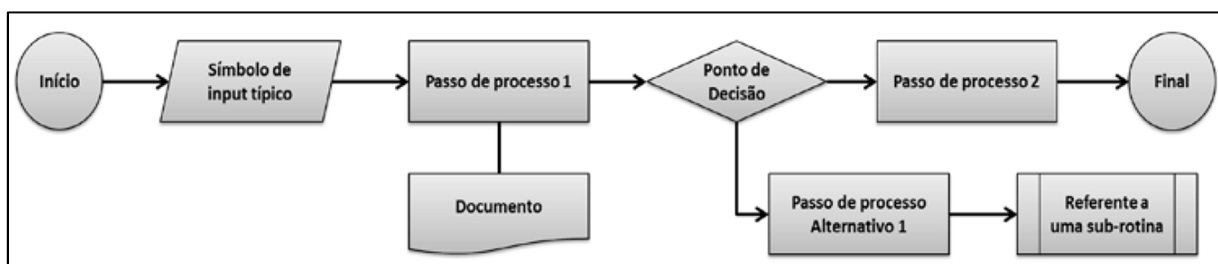 Início
Símbolo de
input típico
Passo de processo 1
Ponto de
Decisão
Passo de processo 2
Final
Documento
Passo de processo
Alternativo 1
Referente a
uma sub-rotina